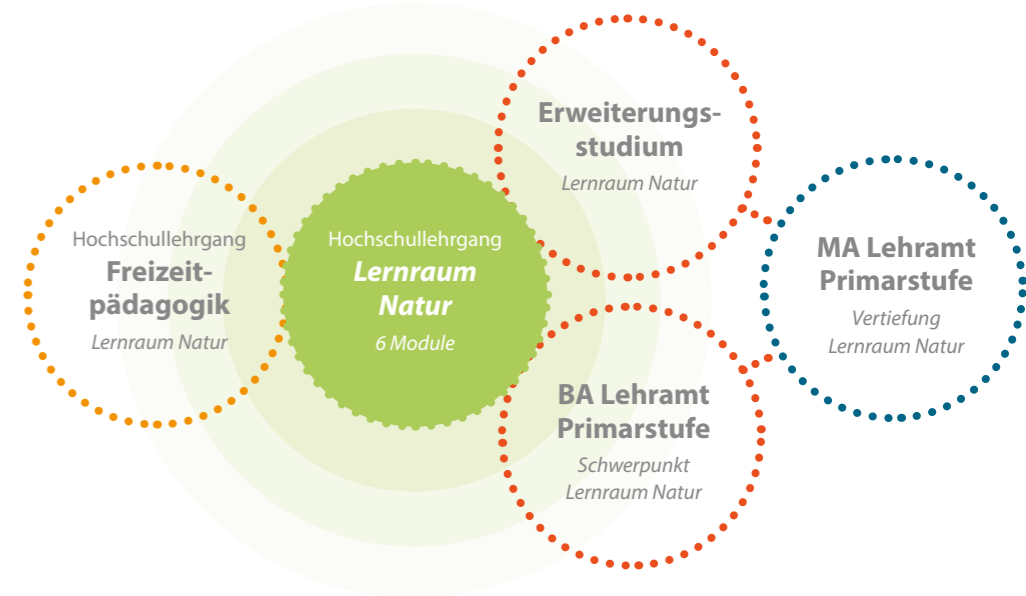 Hochschullehrgang
Freizeit-
pädagogik
Lernraum Natur
Hochschullehrgang
Lernraum
Natur
6 Module
Erweiterungs-
studium
Lernraum Natur
BA Lehramt
Primarstufe
Schwerpunkt
Lernraum Natur
MA Lehramt
Primarstufe
Vertiefung
Lernraum Natur